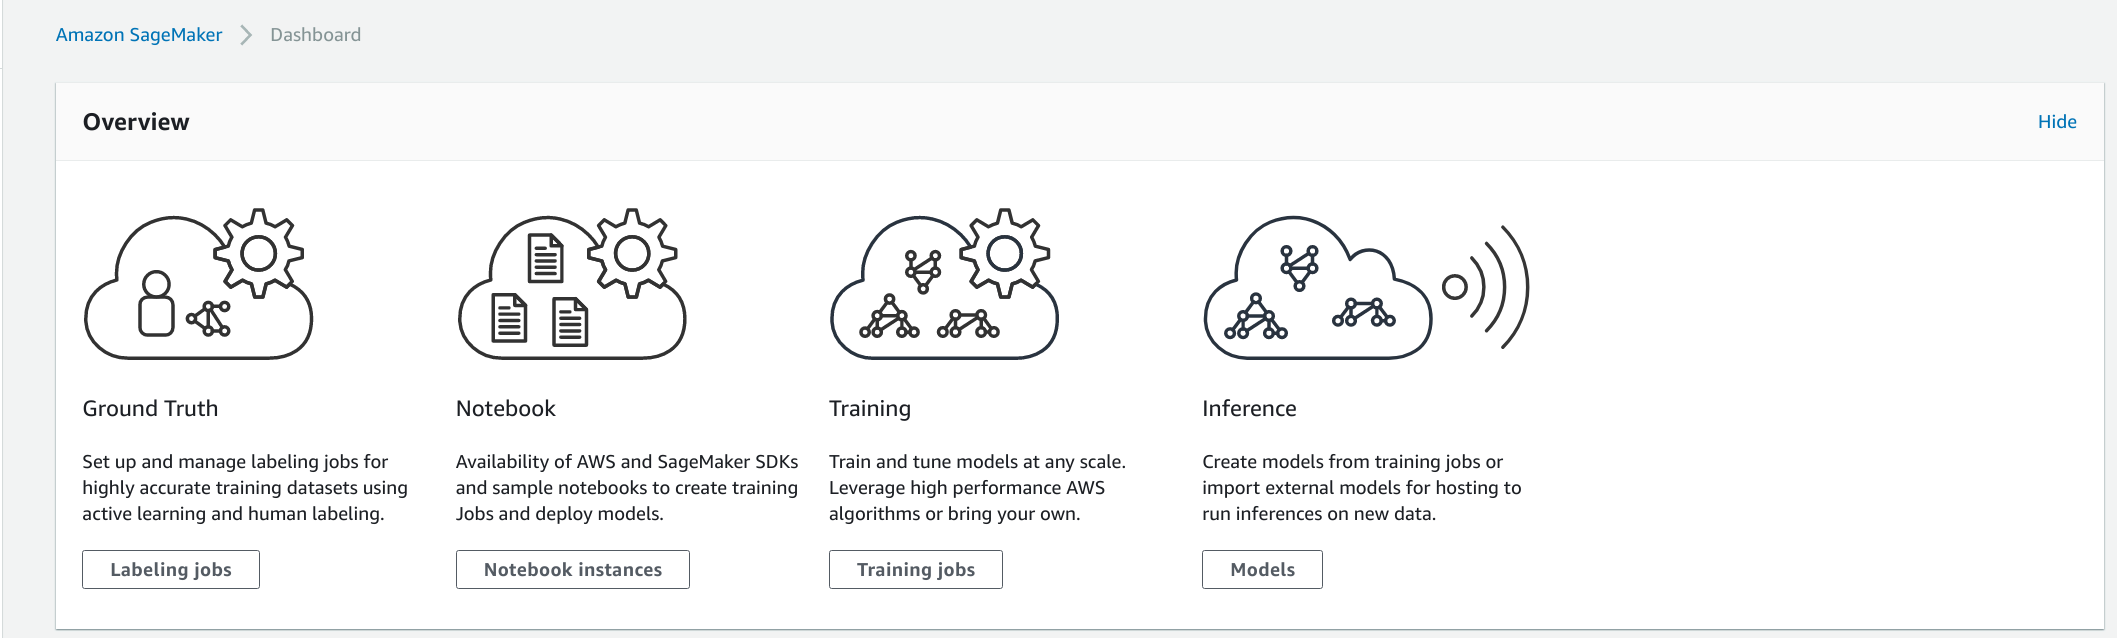 Amazon SageMaker > Dashboard
Overview
Hide
Ground Truth
Set up and manage labeling jobs for
highly accurate training datasets using
active learning and human labeling.
Labeling jobs
Notebook
Availability of AWS and SageMaker SDKs
and sample notebooks to create training
Jobs and deploy models.
Notebook instances
Training
Train and tune models at any scale.
Leverage high performance AWS
algorithms or bring your own.
Training jobs
Inference
Create models from training jobs or
import external models for hosting to
run inferences on new data.
Models